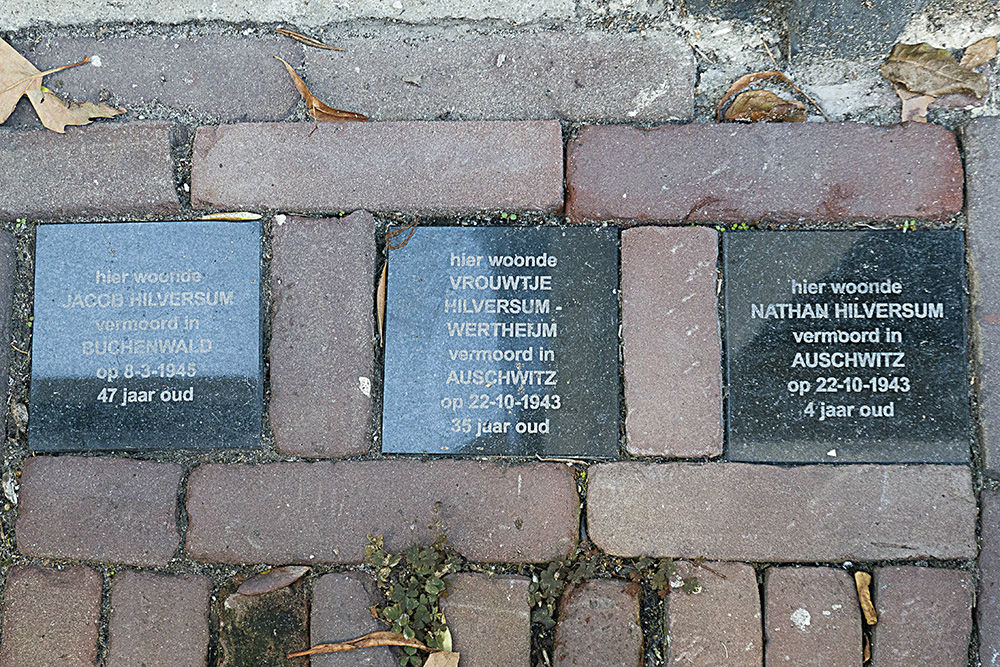 hier woonde
JACOB HILVERSUM
vermoord in
BUCHENWALD
op 8-3-1945
47 jaar oud
hier woonde
VROUWTJE
HILVERSUM -
WERTHEIJM
vermoord in
AUSCHWITZ
op 22-10-1943
35 jaar oud
hier woonde
NATHAN HILVERSUM
vermoord in
AUSCHWITZ
op 22-10-1943
4 jaar oud